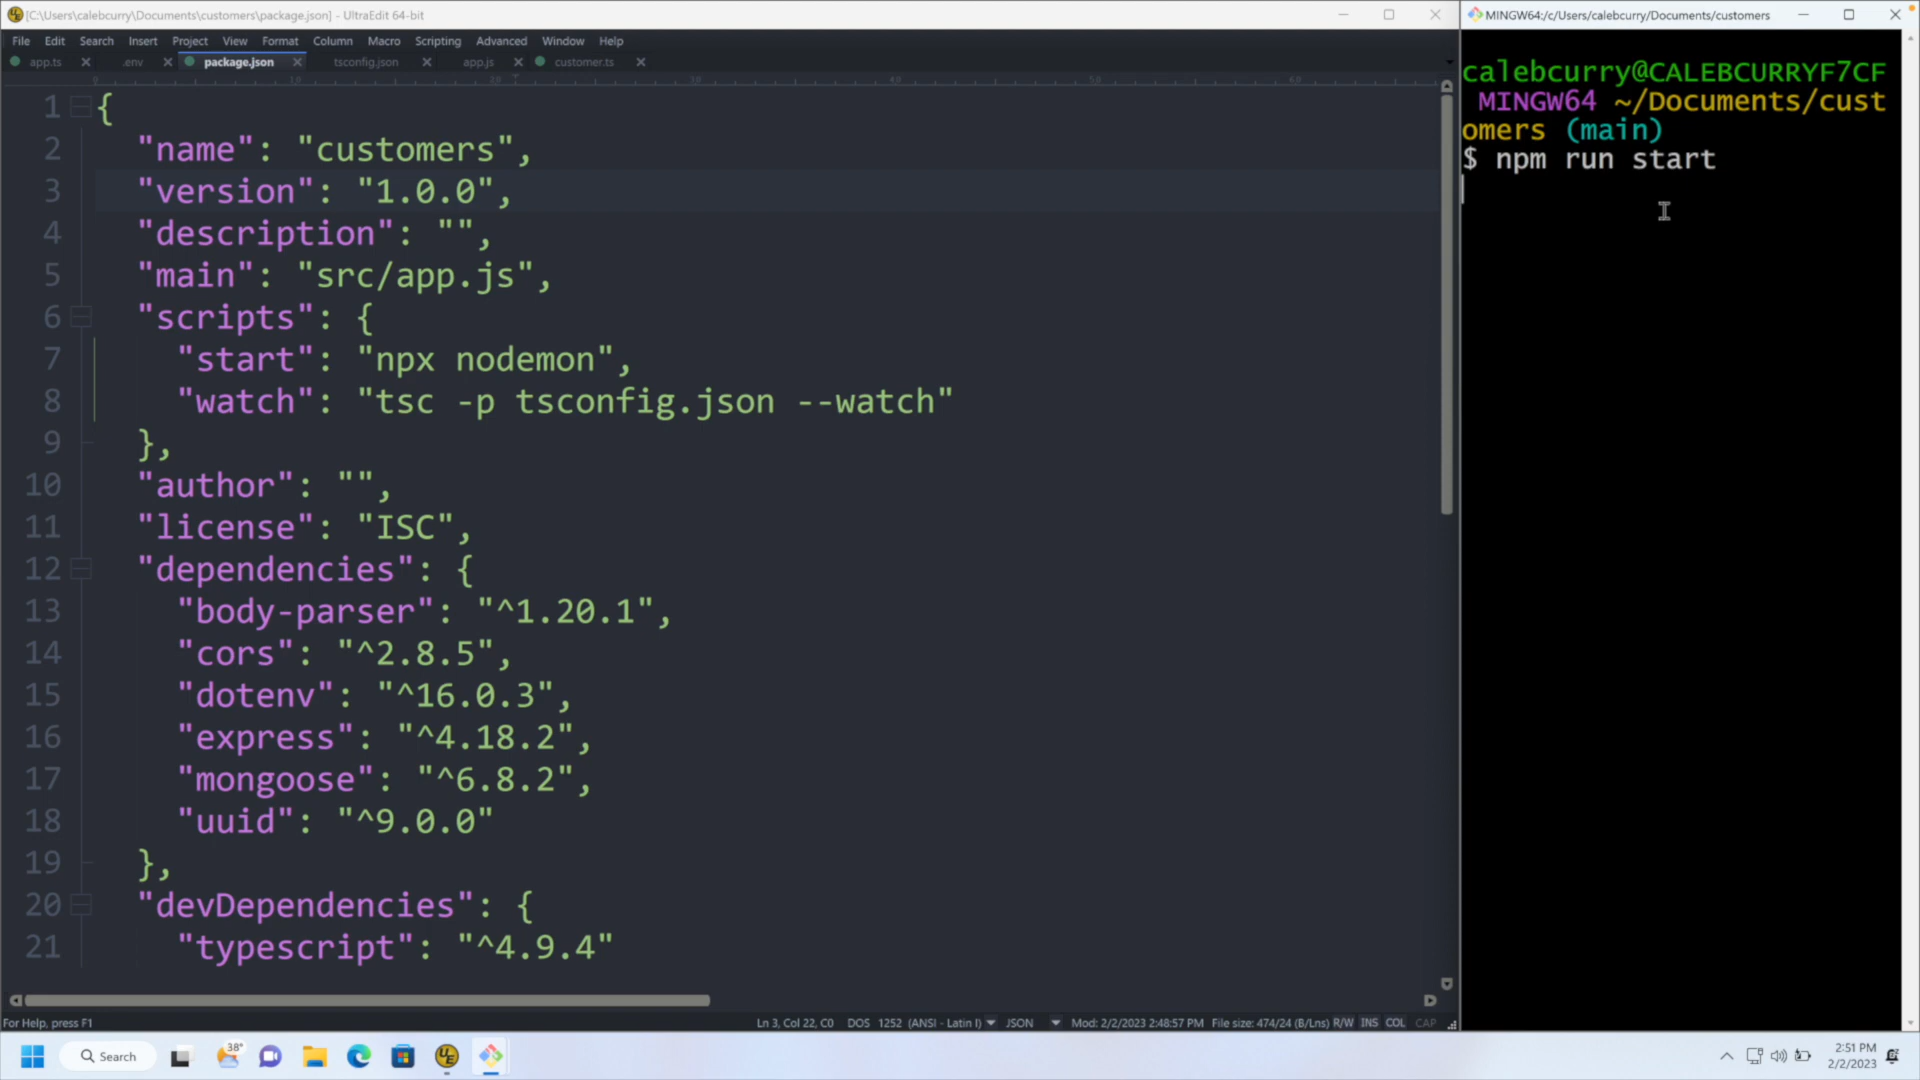 [C:\Users\calebcurry\Documents\customers\package.json] - UltraEdit 64-bit
File Edit Search Insert Project View Format Column Macro Scripting Advanced Window Help
app.ts .env package.json tsconfig.json app.js customer.ts
1 {
2 "name": "customers",
3 "version": "1.0.0",
4 "description": "",
5 "main": "src/app.js",
6 "scripts": {
7 "start": "npx nodemon",
8 "watch": "tsc -p tsconfig.json --watch"
9 },
10 "author": "",
11 "license": "ISC",
12 "dependencies": {
13 "body-parser": "^1.20.1",
14 "cors": "^2.8.5",
15 "dotenv": "^16.0.3",
16 "express": "^4.18.2",
17 "mongoose": "^6.8.2",
18 "uuid": "^9.0.0"
19 },
20 "devDependencies": {
21 "typescript": "^4.9.4"
For Help, press F1 Ln 3, Col 22, C0 DOS 1252 (ANSI - Latin I) JSON Mod: 2/2/2023 2:48:57 PM File size: 474/24 (B/Lns) R/W INS COL CAP
MINGW64:/c/Users/calebcurry/Documents/customers
calebcurry@CALEBCURRYF7CF
MINGW64 ~/Documents/cust
omers (main)
$ npm run start
38°
Search
UE
2:51 PM
2/2/2023